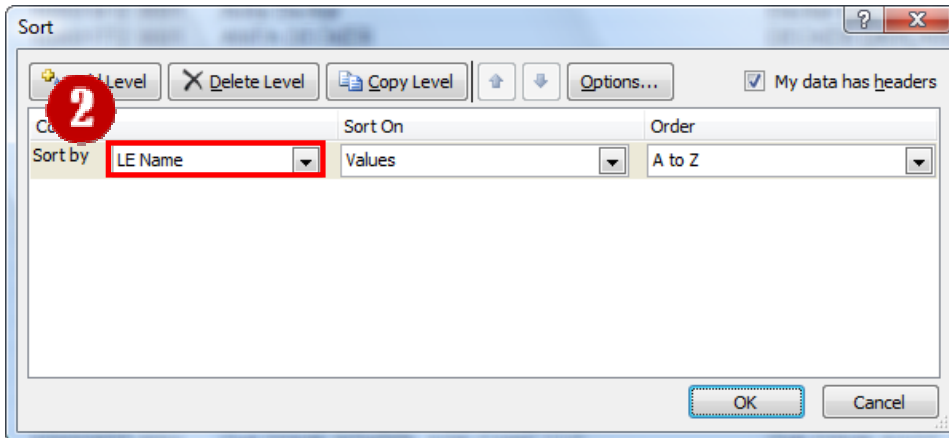 Sort
Level Delete Level Copy Level Options... My data has headers
2
Sort On Order
Sort by LE Name Values A to Z
OK Cancel